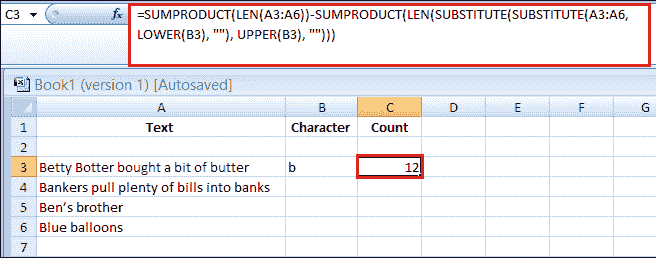 C3 fx =SUMPRODUCT(LEN(A3:A6))-SUMPRODUCT(LEN(SUBSTITUTE(SUBSTITUTE(A3:A6,
LOWER(B3), ""), UPPER(B3), "")))
Book1 (version 1) [Autosaved]
A B C D E F G
1 Text Character Count
2
3 Betty Botter bought a bit of butter b 12
4 Bankers pull plenty of bills into banks
5 Ben's brother
6 Blue balloons
7